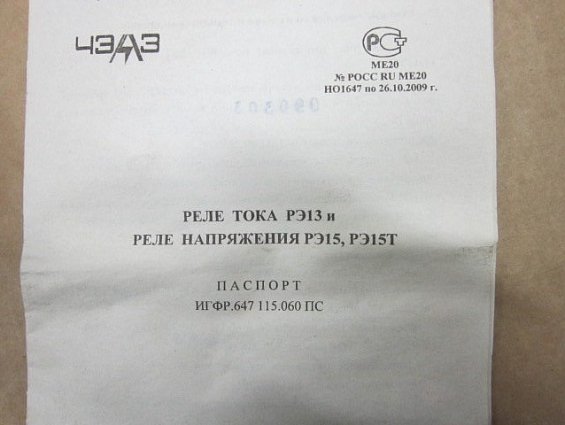 ЧЭАЗ
РСТ
МЕ20
№ РОСС RU МЕ20
НО1647 по 26.10.2009 г.
090303
РЕЛЕ ТОКА РЭ13 и
РЕЛЕ НАПРЯЖЕНИЯ РЭ15, РЭ15Т
ПАСПОРТ
ИГФР.647 115.060 ПС